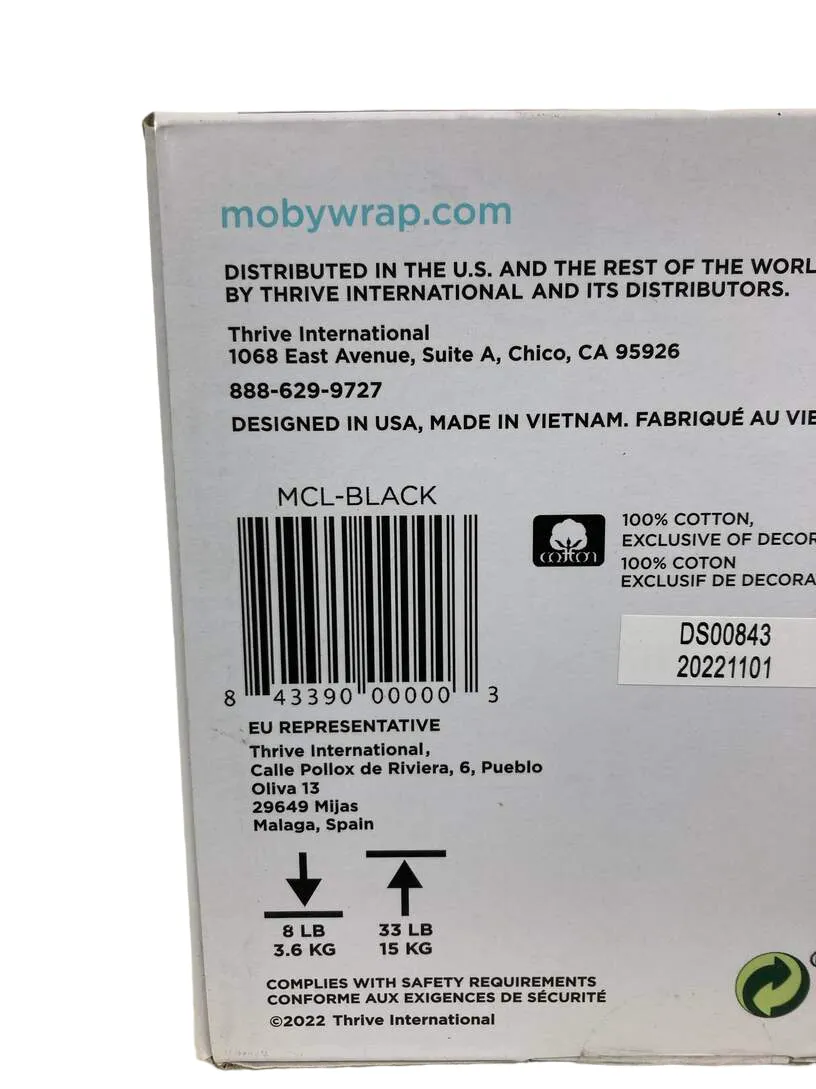 mobywrap.com
DISTRIBUTED IN THE U.S. AND THE REST OF THE WORL
BY THRIVE INTERNATIONAL AND ITS DISTRIBUTORS.
Thrive International
1068 East Avenue, Suite A, Chico, CA 95926
888-629-9727
DESIGNED IN USA, MADE IN VIETNAM. FABRIQUÉ AU VIE
MCL-BLACK
8 43390 00000 3
cotton
100% COTTON,
EXCLUSIVE OF DECOR
100% COTON
EXCLUSIF DE DECORA
DS00843
20221101
EU REPRESENTATIVE
Thrive International,
Calle Pollox de Riviera, 6, Pueblo
Oliva 13
29649 Mijas
Malaga, Spain
8 LB
3.6 KG
33 LB
15 KG
COMPLIES WITH SAFETY REQUIREMENTS
CONFORME AUX EXIGENCES DE SÉCURITÉ
©2022 Thrive International